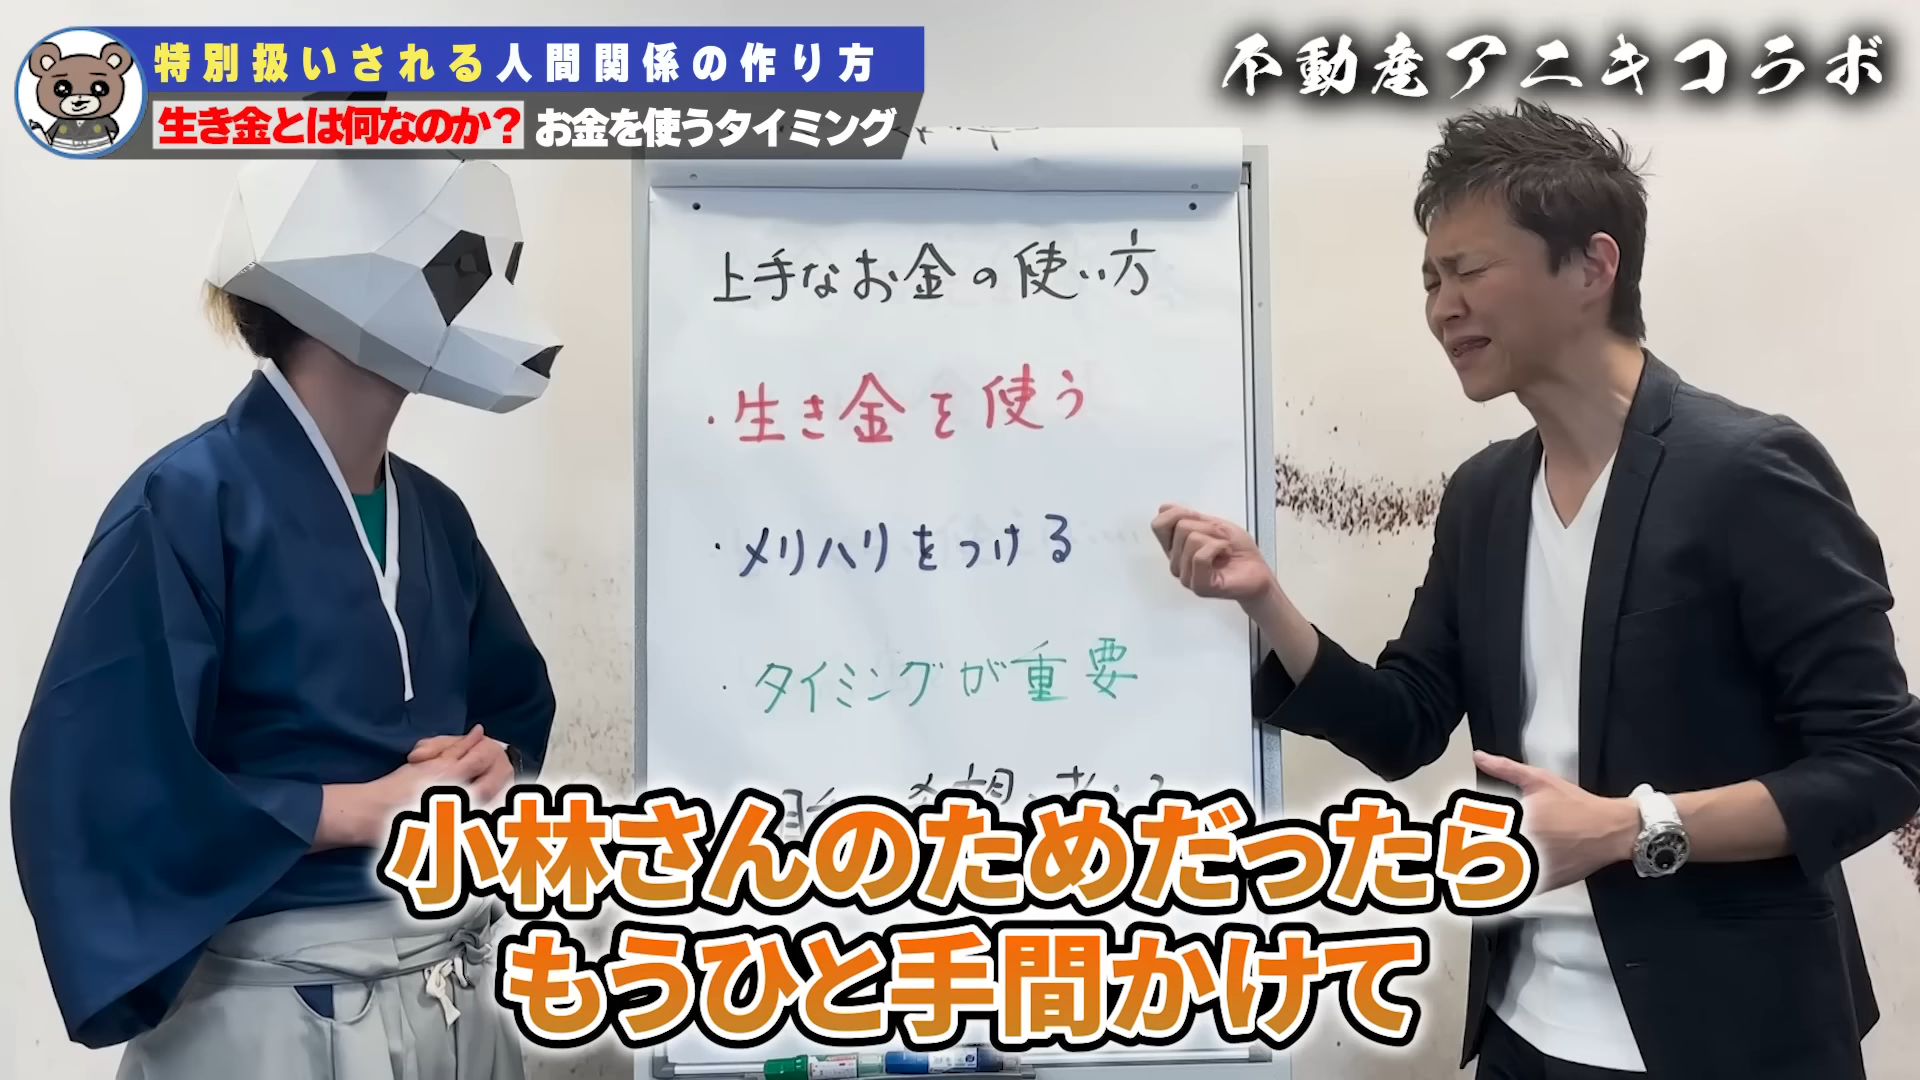 特別扱いされる人間関係の作り方
生き金とは何なのか？ お金を使うタイミング
不動産アニキコラボ
上手なお金の使い方
・生き金を使う
・メリハリをつける
・タイミングが重要
小林さんのためだったら
もうひと手間かけて